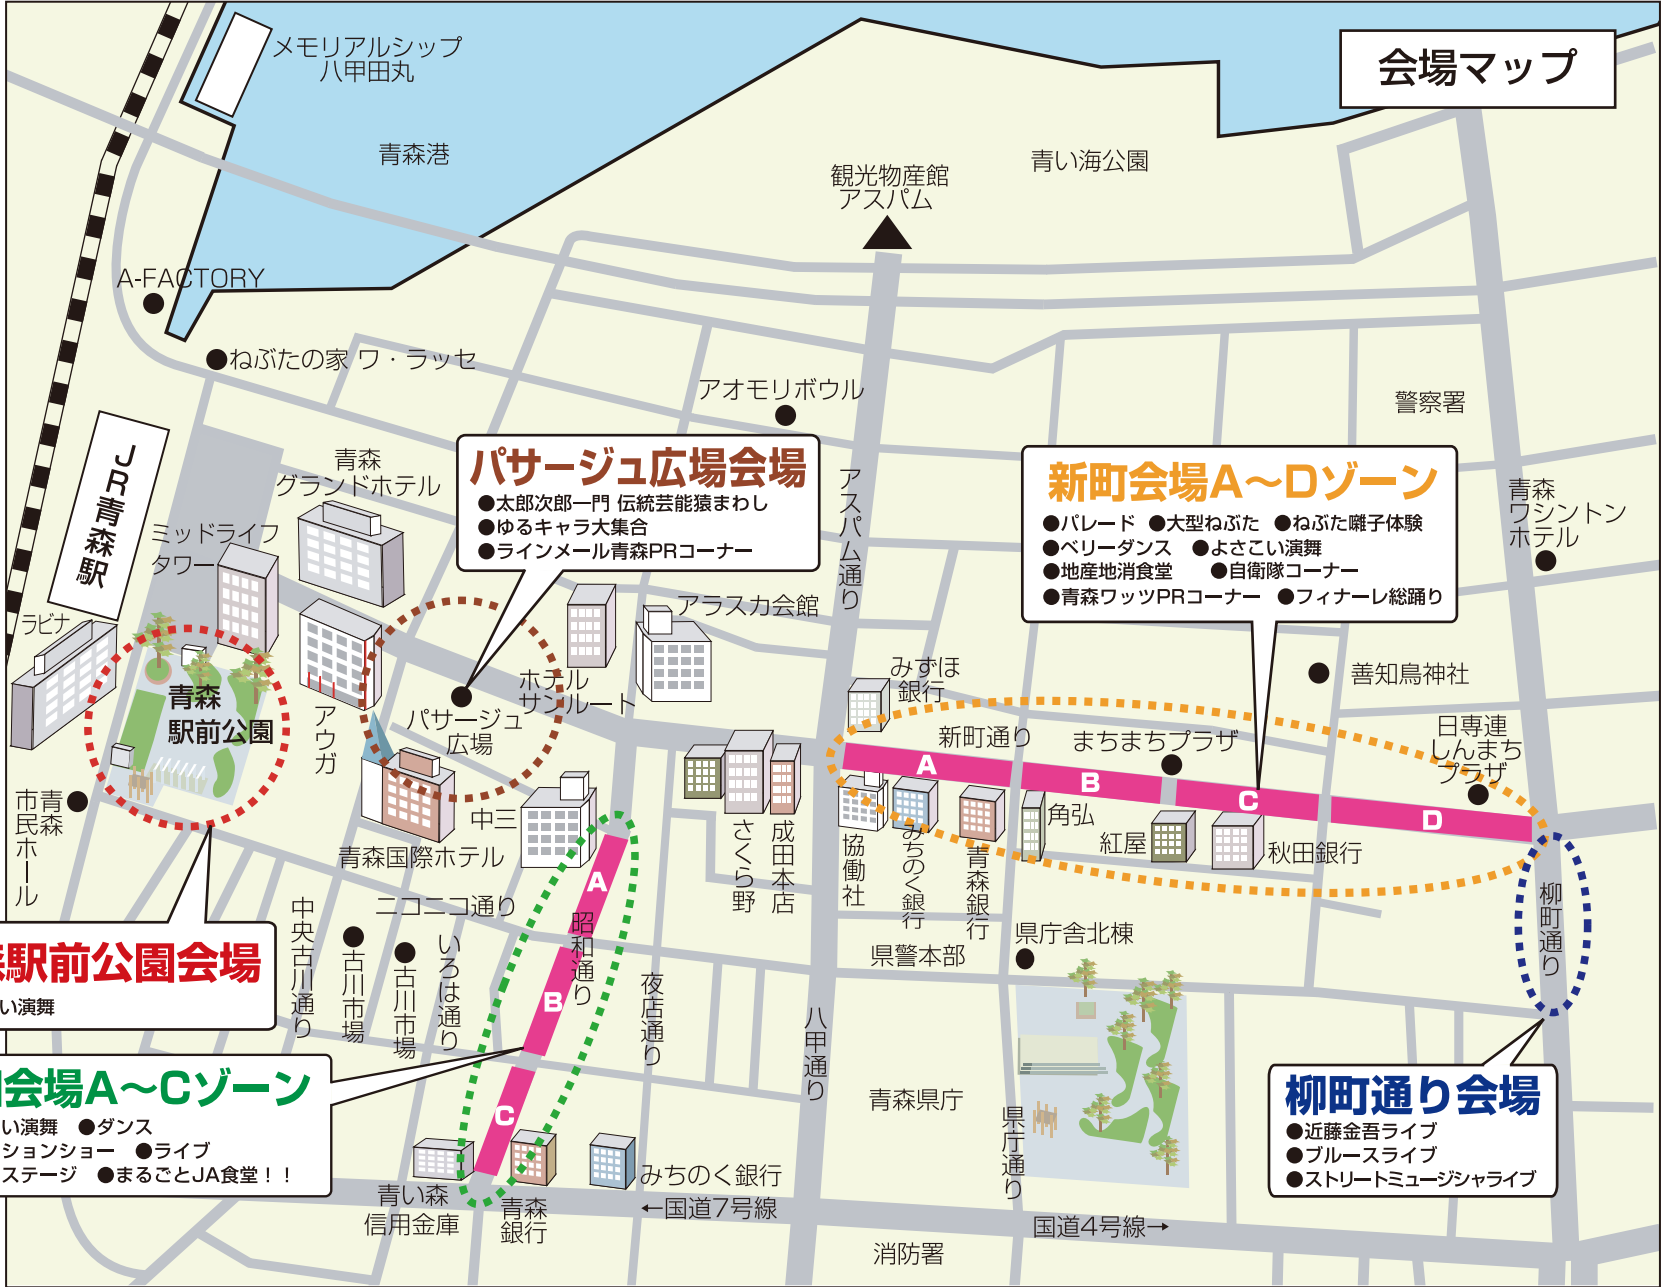 会場マップ
メモリアルシップ
八甲田丸
青森港
青い海公園
観光物産館
アスパム
A-FACTORY
ねぶたの家 ワ・ラッセ
アオモリボウル
警察署
JR青森駅
青森
グランドホテル
ミッドライフ
タワー
ラビナ
パサージュ広場会場
●太郎次郎一門 伝統芸能猿まわし
●ゆるキャラ大集合
●ラインメール青森PRコーナー
アスパム通り
新町会場A〜Dゾーン
●パレード ●大型ねぶた ●ねぶた囃子体験
●ベリーダンス ●よさこい演舞
●地産地消食堂 ●自衛隊コーナー
●青森ワッツPRコーナー ●フィナーレ総踊り
青森
ワシントン
ホテル
アラスカ会館
ホテル
サンルート
みずほ
銀行
善知鳥神社
青森
駅前公園
アウガ
パサージュ
広場
新町通り
まちまちプラザ
日専連
しんまち
プラザ
A
B
C
D
青森
市民ホール
青森国際ホテル
中三
さくら野
成田本店
協働社
みちのく銀行
青森銀行
角弘
紅屋
秋田銀行
柳町通り
ニコニコ通り
中央古川通り
古川市場
古川市場
いろは通り
A
昭和通り
B
C
夜店通り
八甲通り
県警本部
県庁舎北棟
駅前公園会場
い演舞
会場A〜Cゾーン
い演舞 ●ダンス
ションショー ●ライブ
ステージ ●まるごとJA食堂！！
青森県庁
県庁通り
柳町通り会場
●近藤金吾ライブ
●ブルースライブ
●ストリートミュージシャライブ
青い森
信用金庫
青森
銀行
みちのく銀行
←国道7号線
国道4号線→
消防署